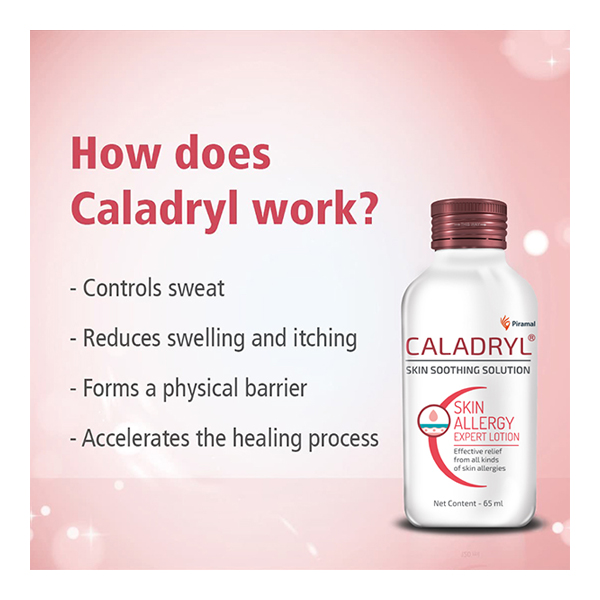 How does
Caladryl work?
- Controls sweat
- Reduces swelling and itching
- Forms a physical barrier
- Accelerates the healing process
Piramal
CALADRYL®
SKIN SOOTHING SOLUTION
SKIN
ALLERGY
EXPERT LOTION
Effective relief
from all kinds
of skin allergies
Net Content - 65 ml